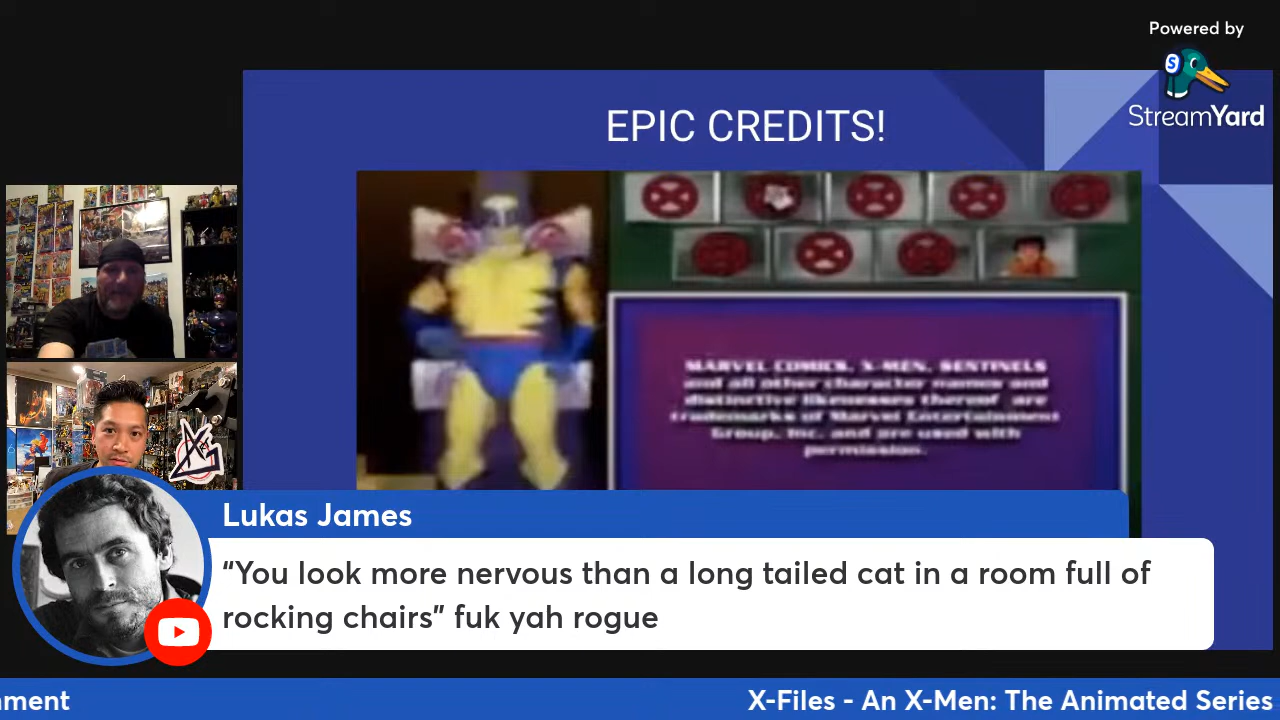 Powered by
StreamYard
EPIC CREDITS!
MARVEL COMICS, X-MEN, SENTINELS
and all other character names and
distinctive likenesses thereof are
trademarks of Marvel Entertainment
Group, Inc. and are used with
permission.
Lukas James
“You look more nervous than a long tailed cat in a room full of
rocking chairs” fuk yah rogue
nment
X-Files - An X-Men: The Animated Series